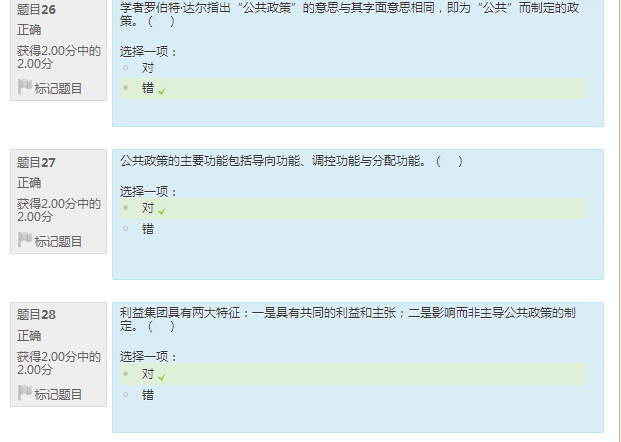 题目26
正确
获得2.00分中的
2.00分
标记题目
学者罗伯特·达尔指出“公共政策”的意思与其字面意思相同，即为“公共”而制定的政
策。（　）
选择一项：
对
错
题目27
正确
获得2.00分中的
2.00分
标记题目
公共政策的主要功能包括导向功能、调控功能与分配功能。（　）
选择一项：
对
错
题目28
正确
获得2.00分中的
2.00分
标记题目
利益集团具有两大特征：一是具有共同的利益和主张；二是影响而非主导公共政策的制
定。（　）
选择一项：
对
错